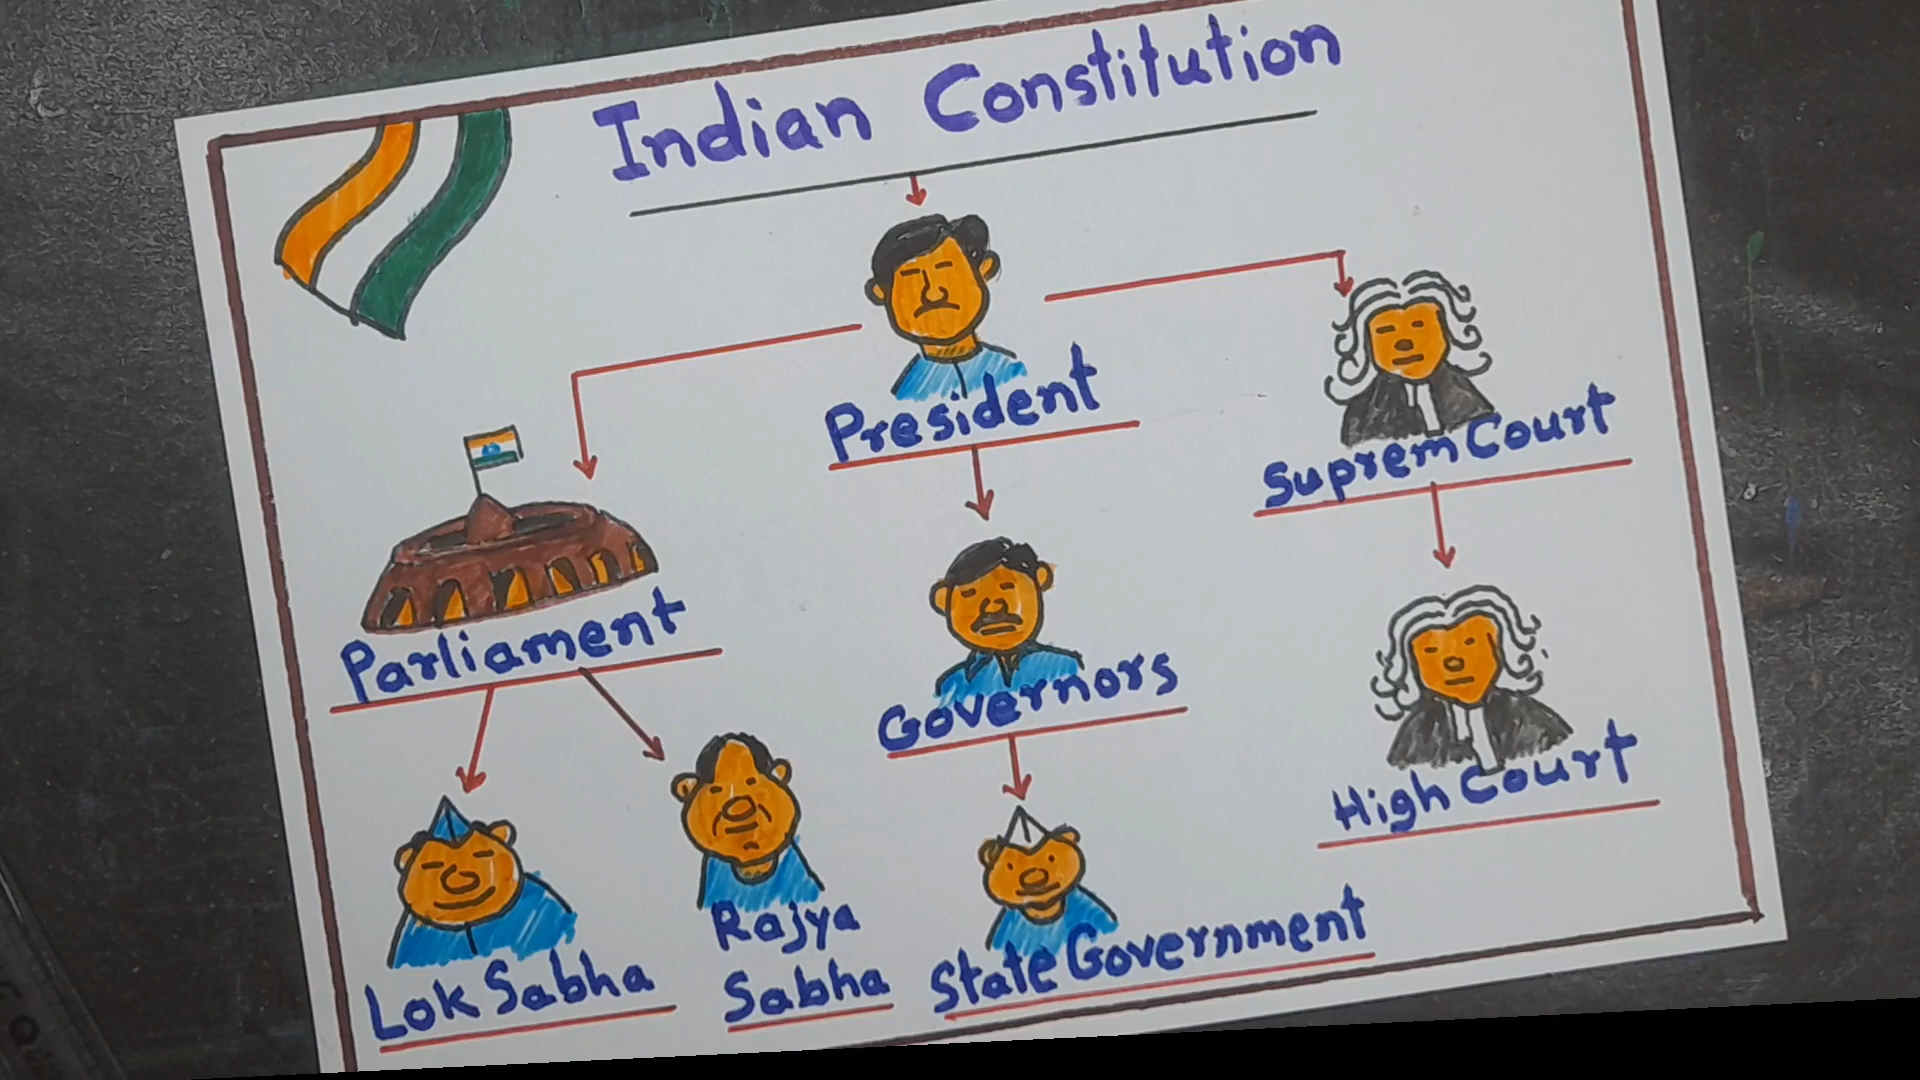 Indian Constitution
President
Suprem Court
Parliament
Governors
High Court
Lok Sabha
Rajya
Sabha
State Government